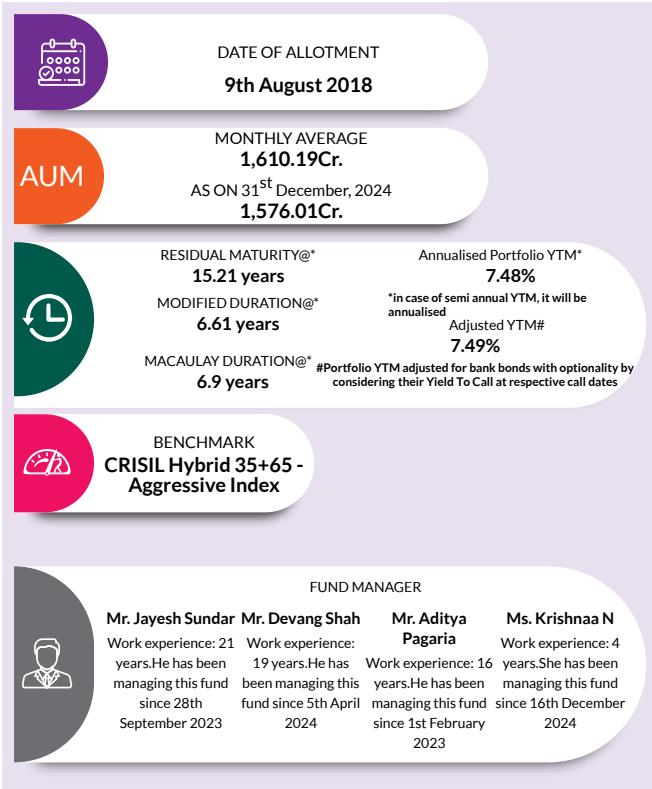 DATE OF ALLOTMENT
9th August 2018
AUM
MONTHLY AVERAGE
1,610.19Cr.
AS ON 31st December, 2024
1,576.01Cr.
RESIDUAL MATURITY@*
15.21 years
MODIFIED DURATION@*
6.61 years
MACAULAY DURATION@*
6.9 years
Annualised Portfolio YTM*
7.48%
*in case of semi annual YTM, it will be
annualised
Adjusted YTM#
7.49%
#Portfolio YTM adjusted for bank bonds with optionality by
considering their Yield To Call at respective call dates
BENCHMARK
CRISIL Hybrid 35+65 -
Aggressive Index
FUND MANAGER
Mr. Jayesh Sundar
Work experience: 21
years.He has been
managing this fund
since 28th
September 2023
Mr. Devang Shah
Work experience:
19 years.He has
been managing this
fund since 5th April
2024
Mr. Aditya
Pagaria
Work experience: 16
years.He has been
managing this fund
since 1st February
2023
Ms. Krishnaa N
Work experience: 4
years.She has been
managing this fund
since 16th December
2024